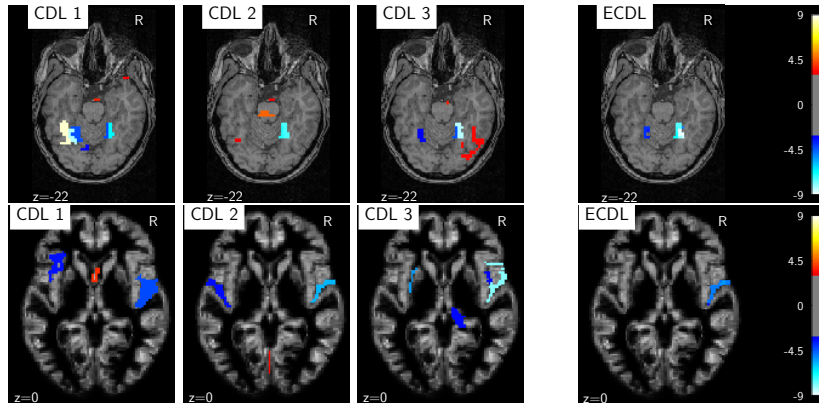 CDL 1
R
z=-22
CDL 2
R
z=-22
CDL 3
R
z=-22
ECDL
R
z=-22
9
4.5
0
-4.5
-9
CDL 1
R
z=0
CDL 2
R
z=0
CDL 3
R
z=0
ECDL
R
z=0
9
4.5
0
-4.5
-9